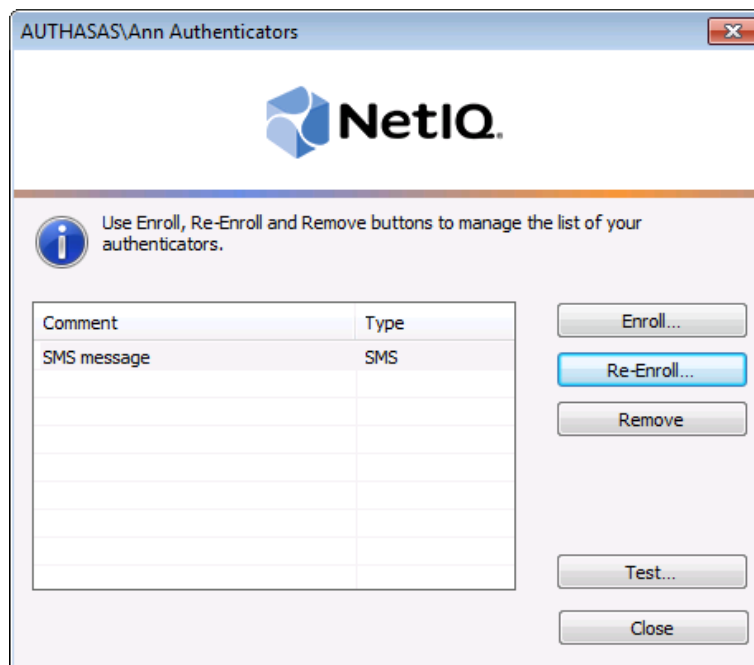 AUTHASAS\Ann Authenticators
NetIQ.
Use Enroll, Re-Enroll and Remove buttons to manage the list of your
authenticators.
Comment Type
SMS message SMS
Enroll...
Re-Enroll...
Remove
Test...
Close